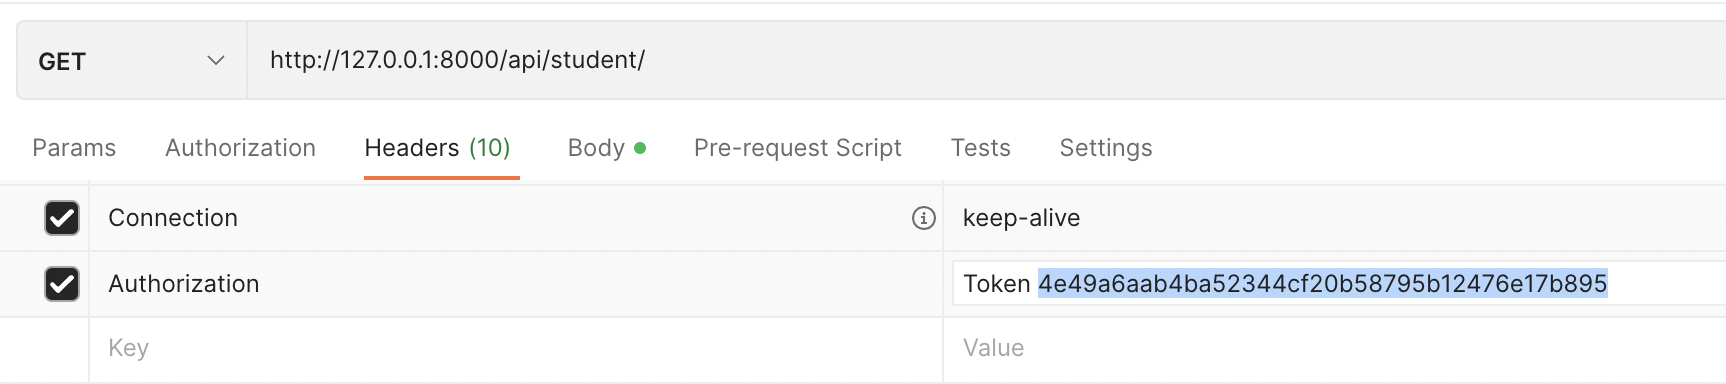 GET http://127.0.0.1:8000/api/student/
Params Authorization Headers (10) Body Pre-request Script Tests Settings
Connection keep-alive
Authorization Token 4e49a6aab4ba52344cf20b58795b12476e17b895
Key Value